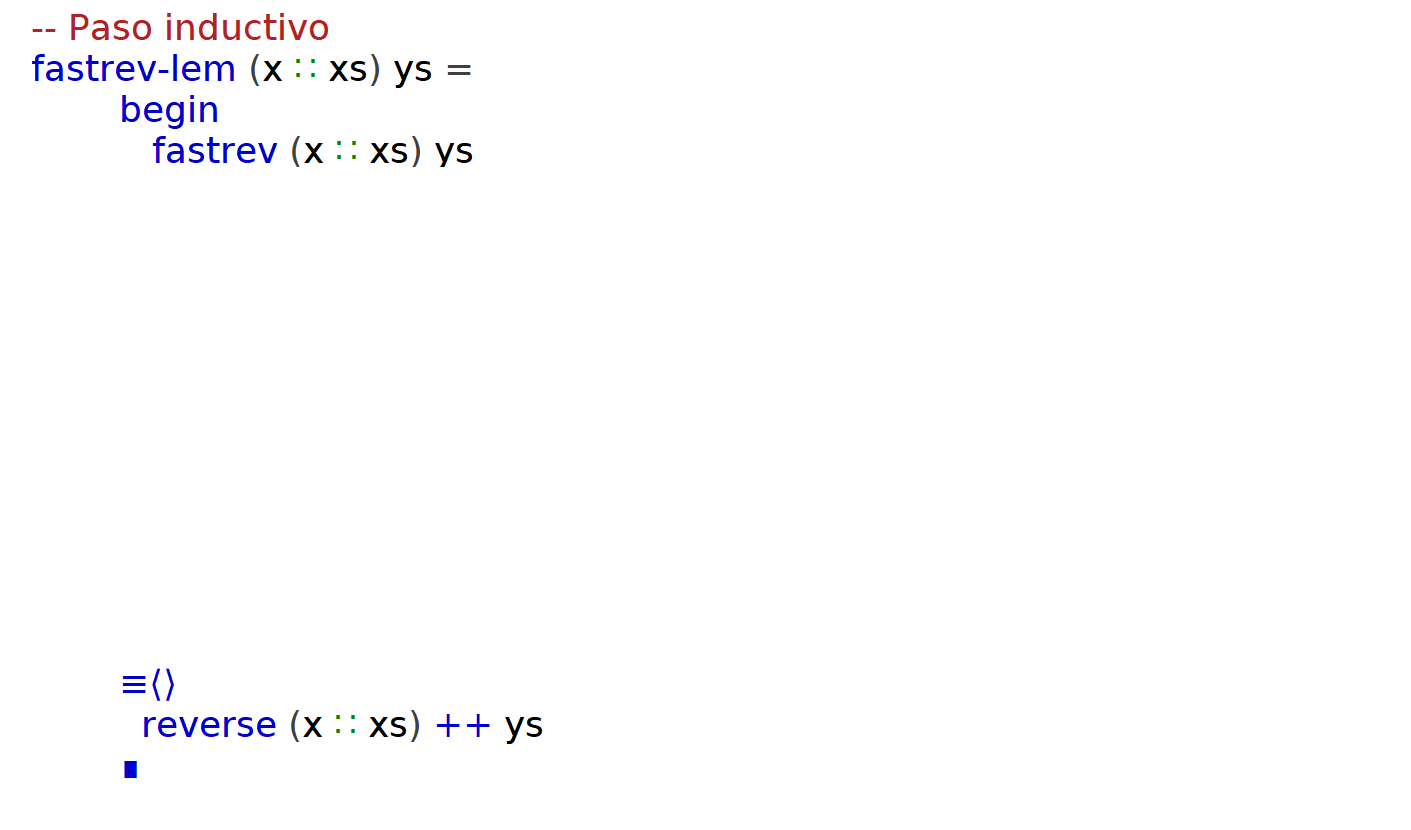 -- Paso inductivo
fastrev-lem (x ∷ xs) ys =
begin
fastrev (x ∷ xs) ys
≡⟨⟩
reverse (x ∷ xs) ++ ys
∎